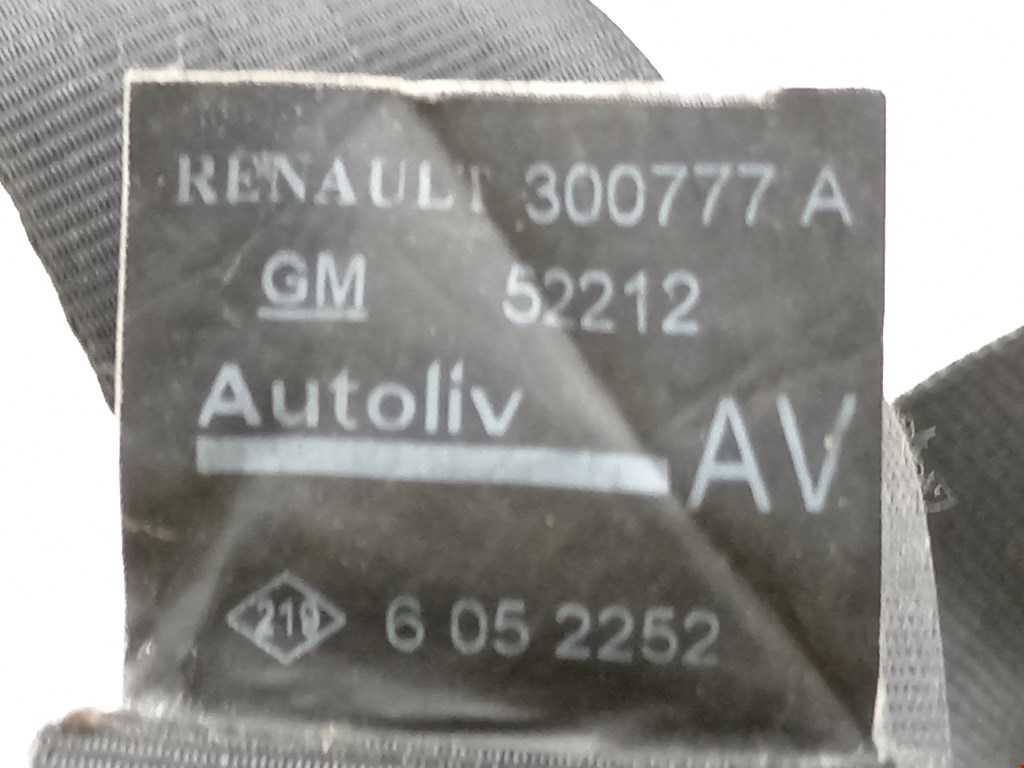 RENAULT 300777 A
GM 52212
Autoliv AV
219 6 05 2252